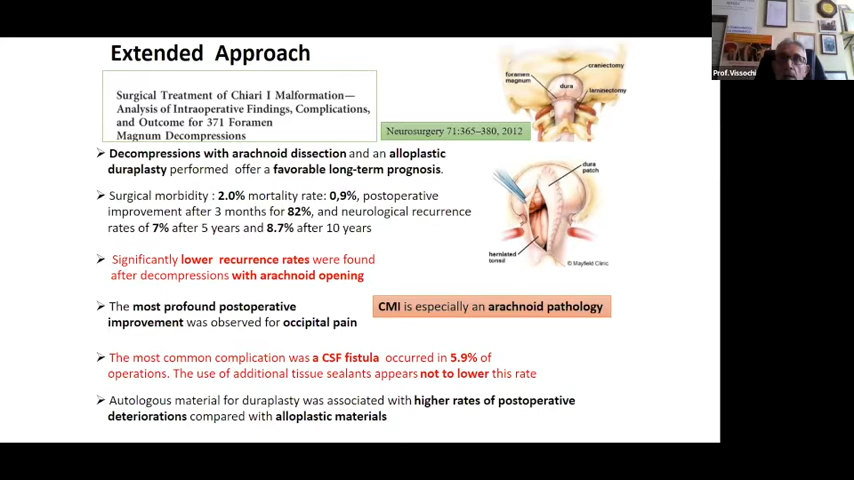 Extended Approach
Surgical Treatment of Chiari I Malformation—
Analysis of Intraoperative Findings, Complications,
and Outcome for 371 Foramen
Magnum Decompressions
Neurosurgery 71:365–380, 2012
➢ Decompressions with arachnoid dissection and an alloplastic
duraplasty performed offer a favorable long-term prognosis.
➢ Surgical morbidity : 2.0% mortality rate: 0,9%, postoperative
improvement after 3 months for 82%, and neurological recurrence
rates of 7% after 5 years and 8.7% after 10 years
➢ Significantly lower recurrence rates were found
after decompressions with arachnoid opening
➢ The most profound postoperative
improvement was observed for occipital pain
CMI is especially an arachnoid pathology
➢ The most common complication was a CSF fistula occurred in 5.9% of
operations. The use of additional tissue sealants appears not to lower this rate
➢ Autologous material for duraplasty was associated with higher rates of postoperative
deteriorations compared with alloplastic materials
foramen
magnum
craniectomy
dura
laminectomy
dura
patch
herniated
tonsil
© Mayfield Clinic
Prof.Vissochi